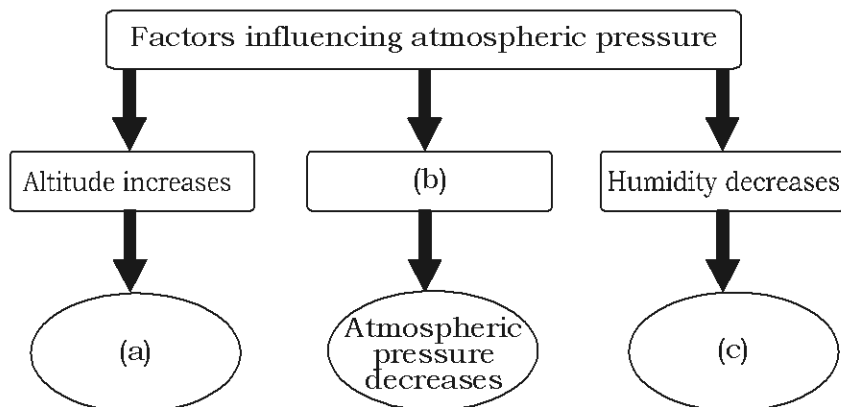 Factors influencing atmospheric pressure
Altitude increases
(b)
Humidity decreases
(a)
Atmospheric
pressure
decreases
(c)